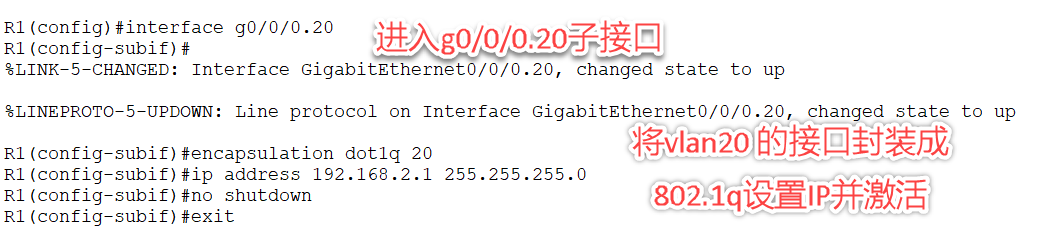 R1(config)#interface g0/0/0.20
进入g0/0/0.20子接口
R1(config-subif)#
%LINK-5-CHANGED: Interface GigabitEthernet0/0/0.20, changed state to up
%LINEPROTO-5-UPDOWN: Line protocol on Interface GigabitEthernet0/0/0.20, changed state to up
将vlan20 的接口封装成
R1(config-subif)#encapsulation dot1q 20
R1(config-subif)#ip address 192.168.2.1 255.255.255.0
802.1q设置IP并激活
R1(config-subif)#no shutdown
R1(config-subif)#exit